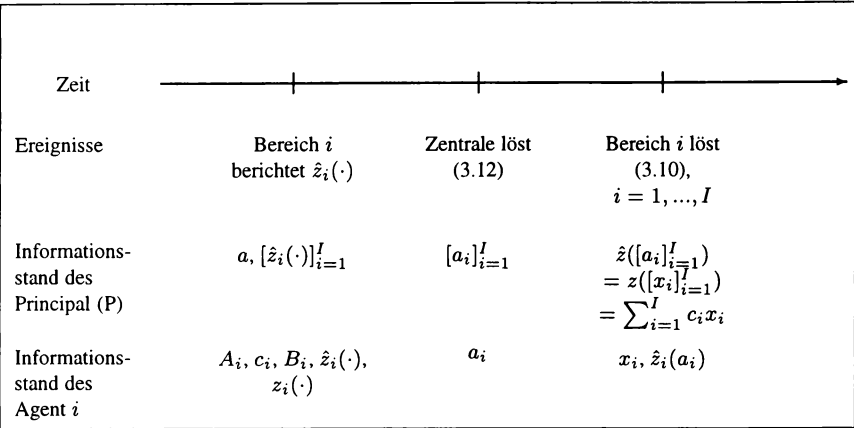 Zeit
Ereignisse Bereich i Zentrale löst Bereich i löst
berichtet ẑ_i(·) (3.12) (3.10),
i = 1, ..., I
Informations- a, [ẑ_i(·)]_{i=1}^I [a_i]_{i=1}^I ẑ([a_i]_{i=1}^I)
stand des = z([x_i]_{i=1}^I)
Principal (P) = ∑_{i=1}^I c_i x_i
Informations- A_i, c_i, B_i, ẑ_i(·), a_i x_i, ẑ_i(a_i)
stand des z_i(·)
Agent i